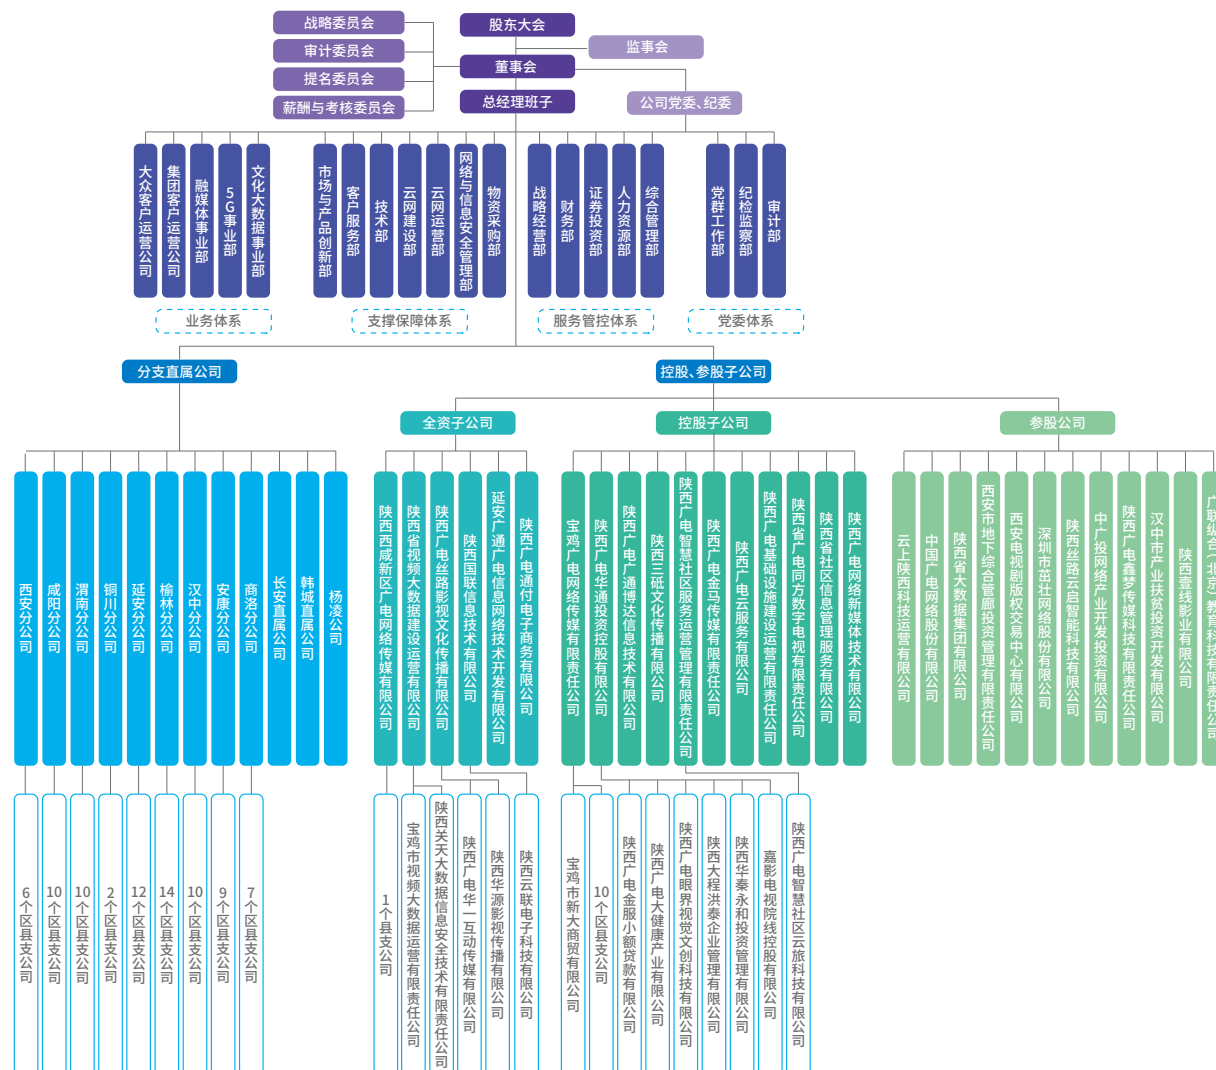 战略委员会
审计委员会
提名委员会
薪酬与考核委员会
股东大会
监事会
董事会
总经理班子
公司党委、纪委
大众客户运营公司
集团客户运营公司
融媒体事业部
5G事业部
文化大数据事业部
市场与产品创新部
客户服务部
技术部
云网建设部
云网运营部
网络与信息安全管理部
物资采购部
战略经营部
财务部
证券投资部
人力资源部
综合管理部
党群工作部
纪检监察部
审计部
业务体系
支撑保障体系
服务管控体系
党委体系
分支直属公司
控股、参股子公司
全资子公司
控股子公司
参股公司
西安分公司
咸阳分公司
渭南分公司
铜川分公司
延安分公司
榆林分公司
汉中分公司
安康分公司
商洛分公司
长安直属公司
韩城直属公司
杨凌公司
陕西西咸新区广电网络传媒有限公司
陕西省视频大数据建设运营有限公司
陕西广电丝路影视文化传播有限公司
陕西国联信息技术有限公司
延安广通广电信息网络技术开发有限公司
陕西广电通付电子商务有限公司
宝鸡广电网络传媒有限责任公司
陕西广电华通投资控股有限公司
陕西广电广通博达信息技术有限公司
陕西三砥文化传播有限公司
陕西广电智慧社区服务运营管理有限责任公司
陕西广电金马传媒有限责任公司
陕西广电云服务有限公司
陕西广电基础设施建设运营有限责任公司
陕西省广电同方数字电视有限责任公司
陕西省社区信息管理服务有限公司
陕西广电网络新媒体技术有限公司
云上陕西科技运营有限公司
中国广电网络股份有限公司
陕西省大数据集团有限公司
西安市地下综合管廊投资管理有限责任公司
西安电视剧版权交易中心有限公司
深圳市茁壮网络股份有限公司
陕西丝路云启智能科技有限公司
中广投网络产业开发投资有限公司
陕西广电鑫梦传媒科技有限责任公司
汉中市产业扶贫投资开发有限公司
陕西壹线影业有限公司
广联纵合（北京）教育科技有限责任公司
6个区县支公司
10个区县支公司
10个区县支公司
2个区县支公司
12个区县支公司
14个区县支公司
10个区县支公司
9个区县支公司
7个区县支公司
1个县支公司
宝鸡市视频大数据运营有限责任公司
陕西关天大数据信息安全技术有限责任公司
陕西广电华一互动传媒有限公司
陕西华源影视传播有限公司
陕西云联电子科技有限公司
宝鸡市新大商贸有限公司
10个区县支公司
陕西广电金服小额贷款有限公司
陕西广电大健康产业有限公司
陕西广电眼界视觉文创科技有限公司
陕西大程洪泰企业管理有限公司
陕西华秦永和投资管理有限公司
嘉影电视院线控股有限公司
陕西广电智慧社区云旅科技有限公司